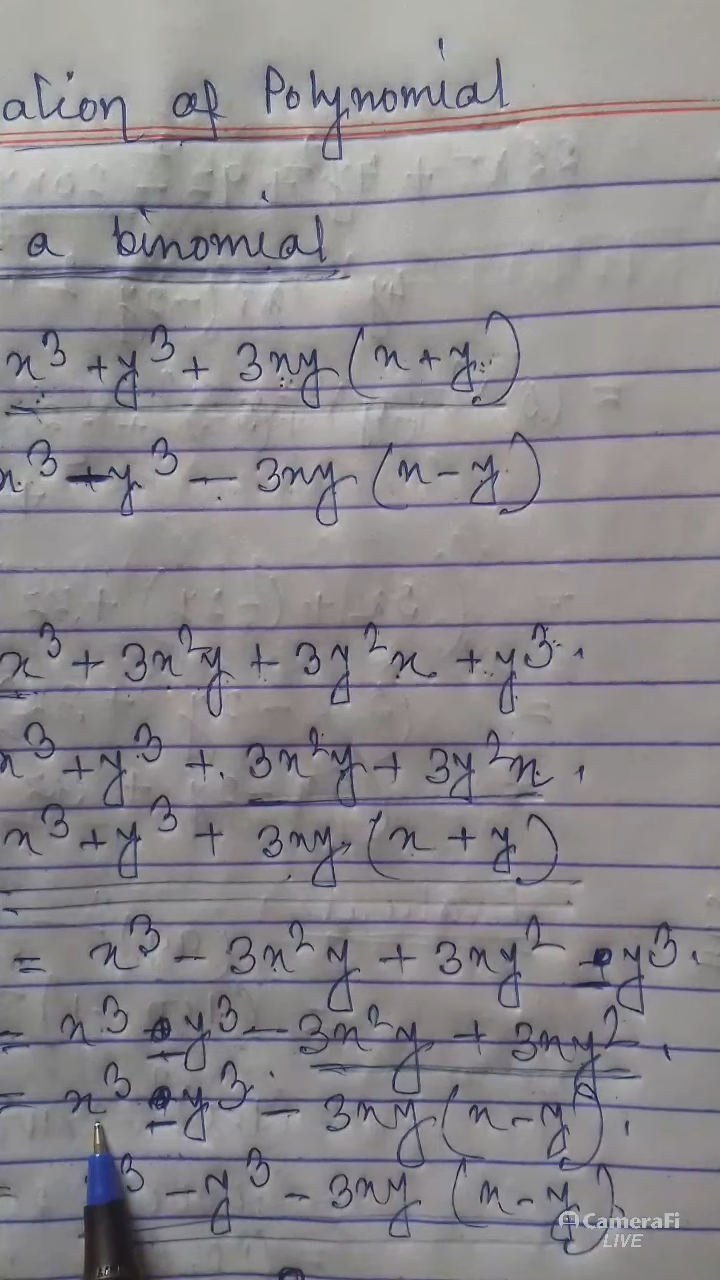 ation of Polynomial
a binomial
x³ + y³ + 3xy (x + y)
x³ - y³ - 3xy (x - y)
x³ + 3x²y + 3y²x + y³.
x³ + y³ + 3x²y + 3y²x.
x³ + y³ + 3xy (x + y)
= x³ - 3x²y + 3xy² - y³.
= x³ - y³ - 3x²y + 3xy².
= x³ - y³ - 3xy (x - y).
= ³ - y³ - 3xy (x - y).
CameraFi
LIVE